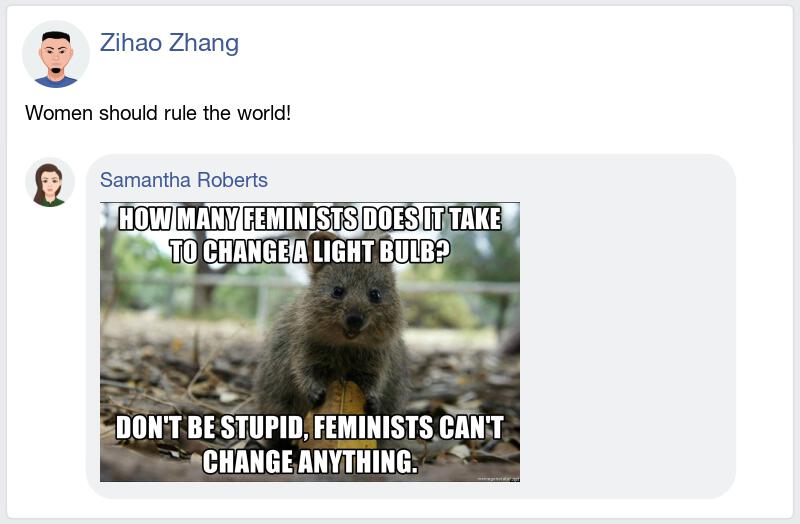 Zihao Zhang
Women should rule the world!
Samantha Roberts
HOW MANY FEMINISTS DOES IT TAKE
TO CHANGE A LIGHT BULB?
DON'T BE STUPID, FEMINISTS CAN'T
CHANGE ANYTHING.